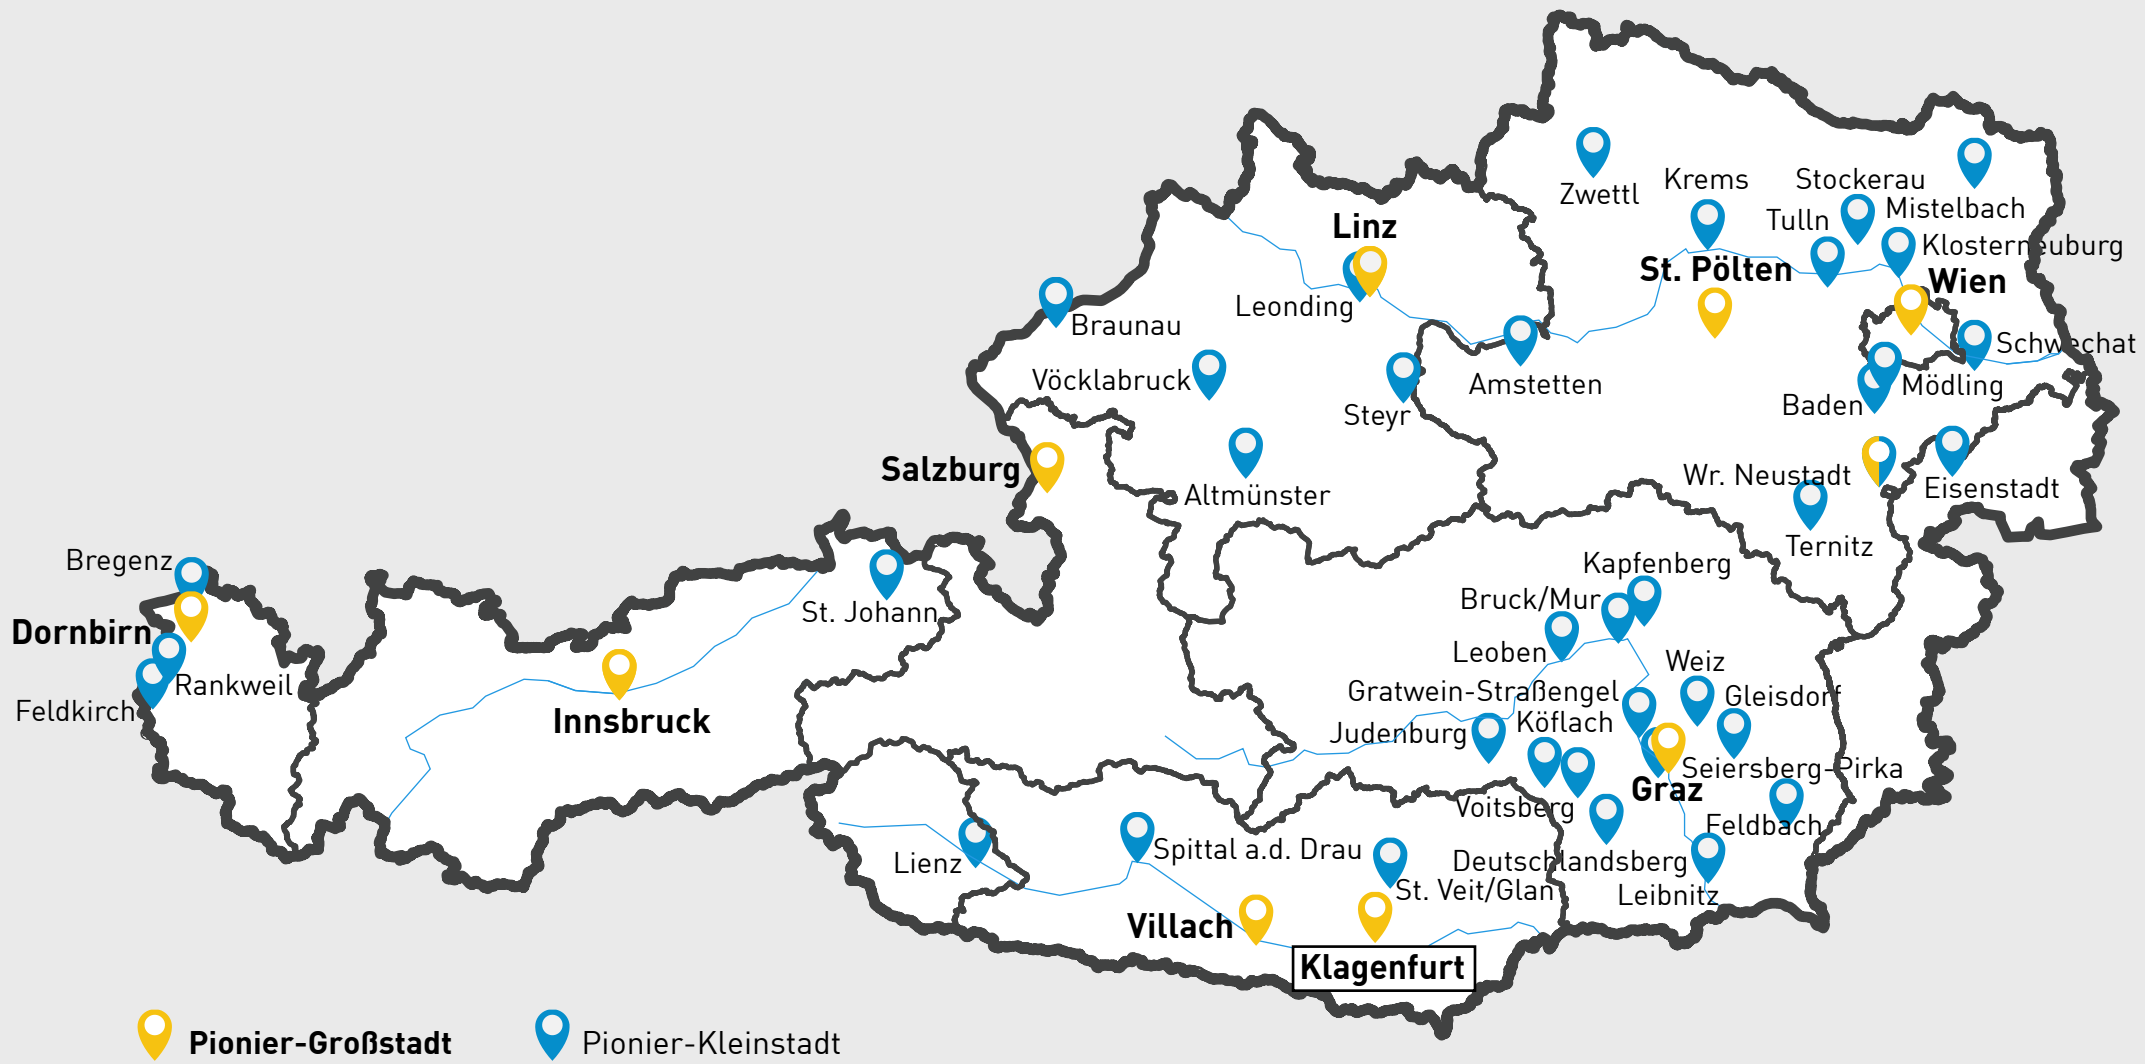 Zwettl
Krems
Stockerau
Mistelbach
Tulln
Klosterneuburg
Linz
St. Pölten
Wien
Leonding
Braunau
Schwechat
Vöcklabruck
Amstetten
Mödling
Steyr
Baden
Salzburg
Wr. Neustadt
Altmünster
Eisenstadt
Ternitz
Bregenz
Kapfenberg
Bruck/Mur
St. Johann
Dornbirn
Leoben
Weiz
Rankweil
Gratwein-Straßengel
Gleisdorf
Feldkirch
Innsbruck
Köflach
Judenburg
Seiersberg-Pirka
Graz
Voitsberg
Feldbach
Spittal a.d. Drau
Lienz
Deutschlandsberg
St. Veit/Glan
Leibnitz
Villach
Klagenfurt
Pionier-Großstadt
Pionier-Kleinstadt